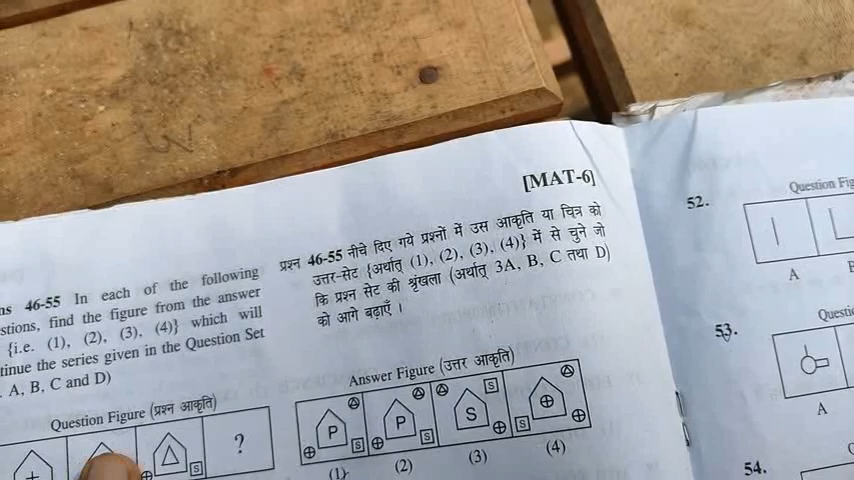 [MAT-6]
ns 46-55 In each of the following
stions, find the figure from the answer
{i.e. (1), (2), (3), (4)} which will
tinue the series given in the Question Set
. A, B, C and D)
प्रश्न 46-55 नीचे दिए गये प्रश्नों में उस आकृति या चित्र को
उत्तर-सेट {अर्थात् (1), (2), (3), (4)} में से चुने जो
कि प्रश्न सेट की श्रृंखला (अर्थात् 3A, B, C तथा D)
को आगे बढ़ाएँ ।
Question Figure (प्रश्न आकृति)
S
?
Answer Figure (उत्तर आकृति)
P S
P S
S S
S
(1) (2) (3) (4)
52.
Question Fig
A
53.
Questi
A
54.